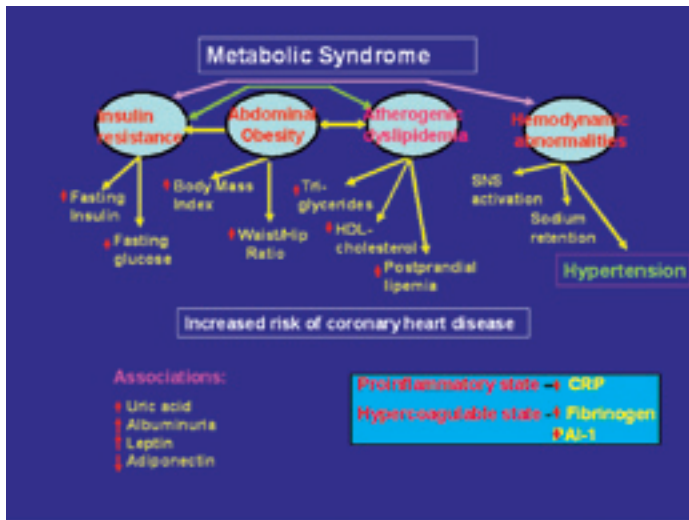 Metabolic Syndrome
Insulin
resistance
Abdominal
Obesity
Atherogenic
dyslipidemia
Hemodynamic
abnormalities
Fasting
Insulin
Fasting
glucose
Body Mass
Index
Waist/Hip
Ratio
Tri-
glycerides
HDL-
cholesterol
Postprandial
lipemia
SNS
activation
Sodium
retention
Hypertension
Increased risk of coronary heart disease
Associations:
Uric acid
Albuminuria
Leptin
Adiponectin
Proinflammatory state – CRP
Hypercoagulable state - Fibrinogen
PAI-1